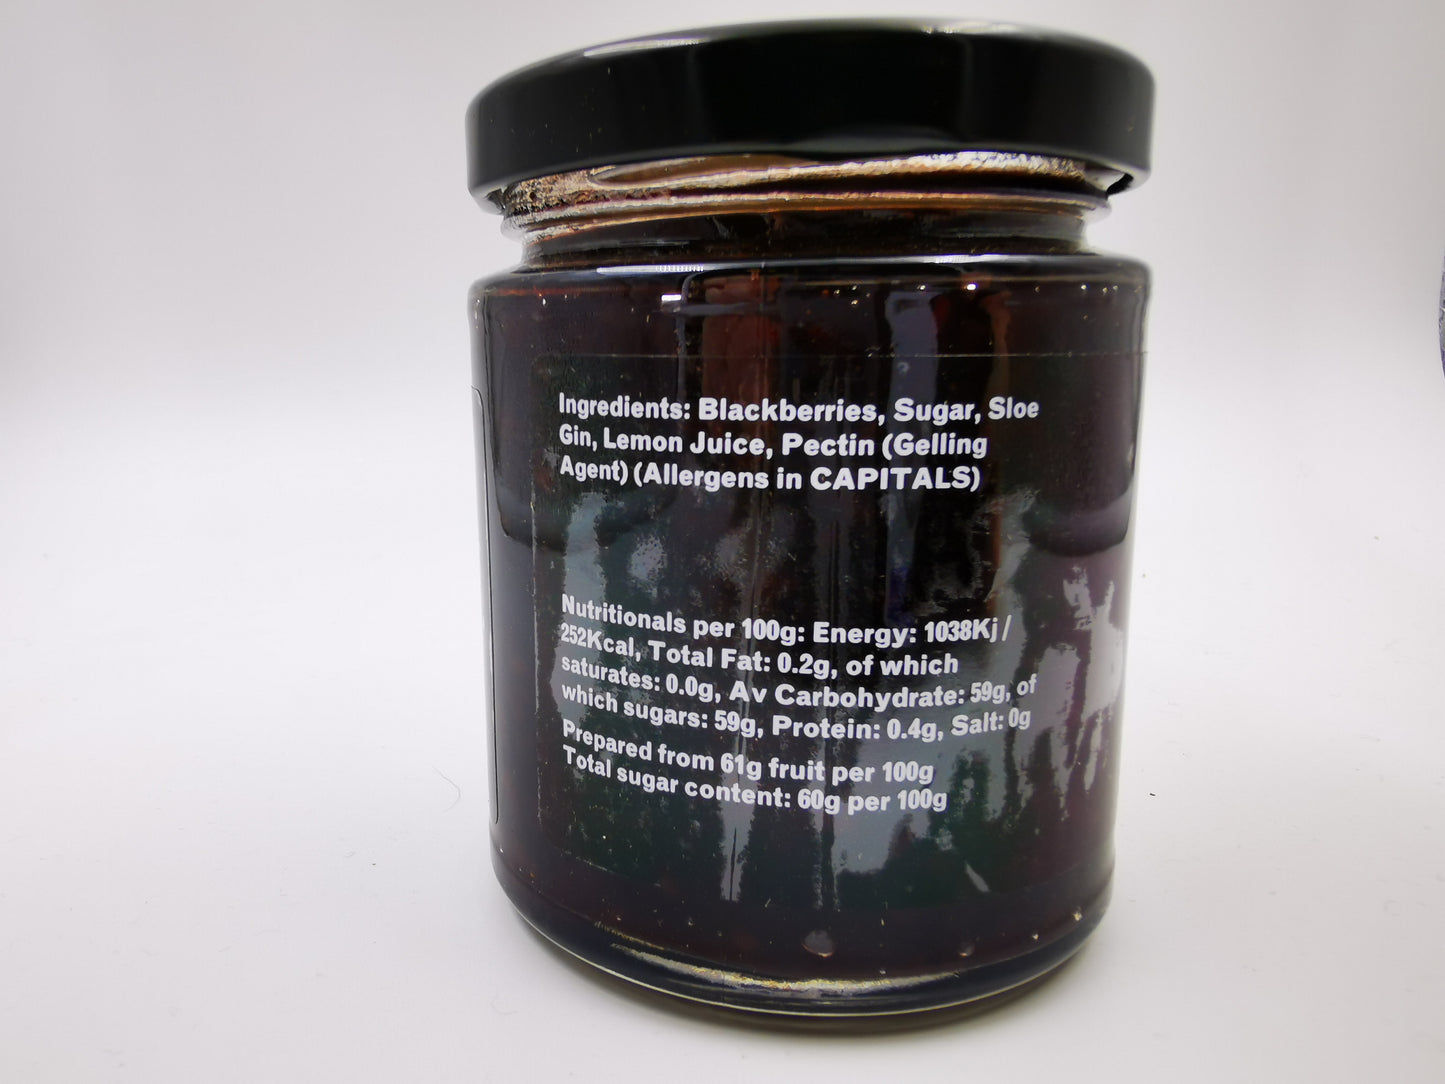 Ingredients: Blackberries, Sugar, Sloe
Gin, Lemon Juice, Pectin (Gelling
Agent) (Allergens in CAPITALS)
Nutritionals per 100g: Energy: 1038Kj/
252Kcal, Total Fat: 0.2g, of which
saturates: 0.0g, Av Carbohydrate: 59g, of
which sugars: 59g, Protein: 0.4g, Salt: 0g
Prepared from 61g fruit per 100g
Total sugar content: 60g per 100g